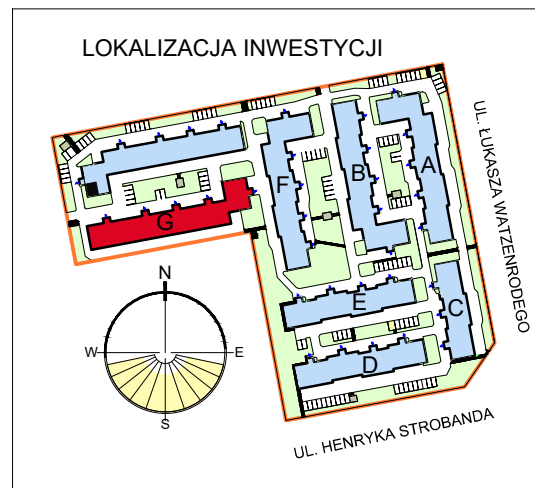 LOKALIZACJA INWESTYCJI
UL. ŁUKASZA WATZENRODEGO
A
B
F
G
E
C
D
N
W
E
S
UL. HENRYKA STROBANDA